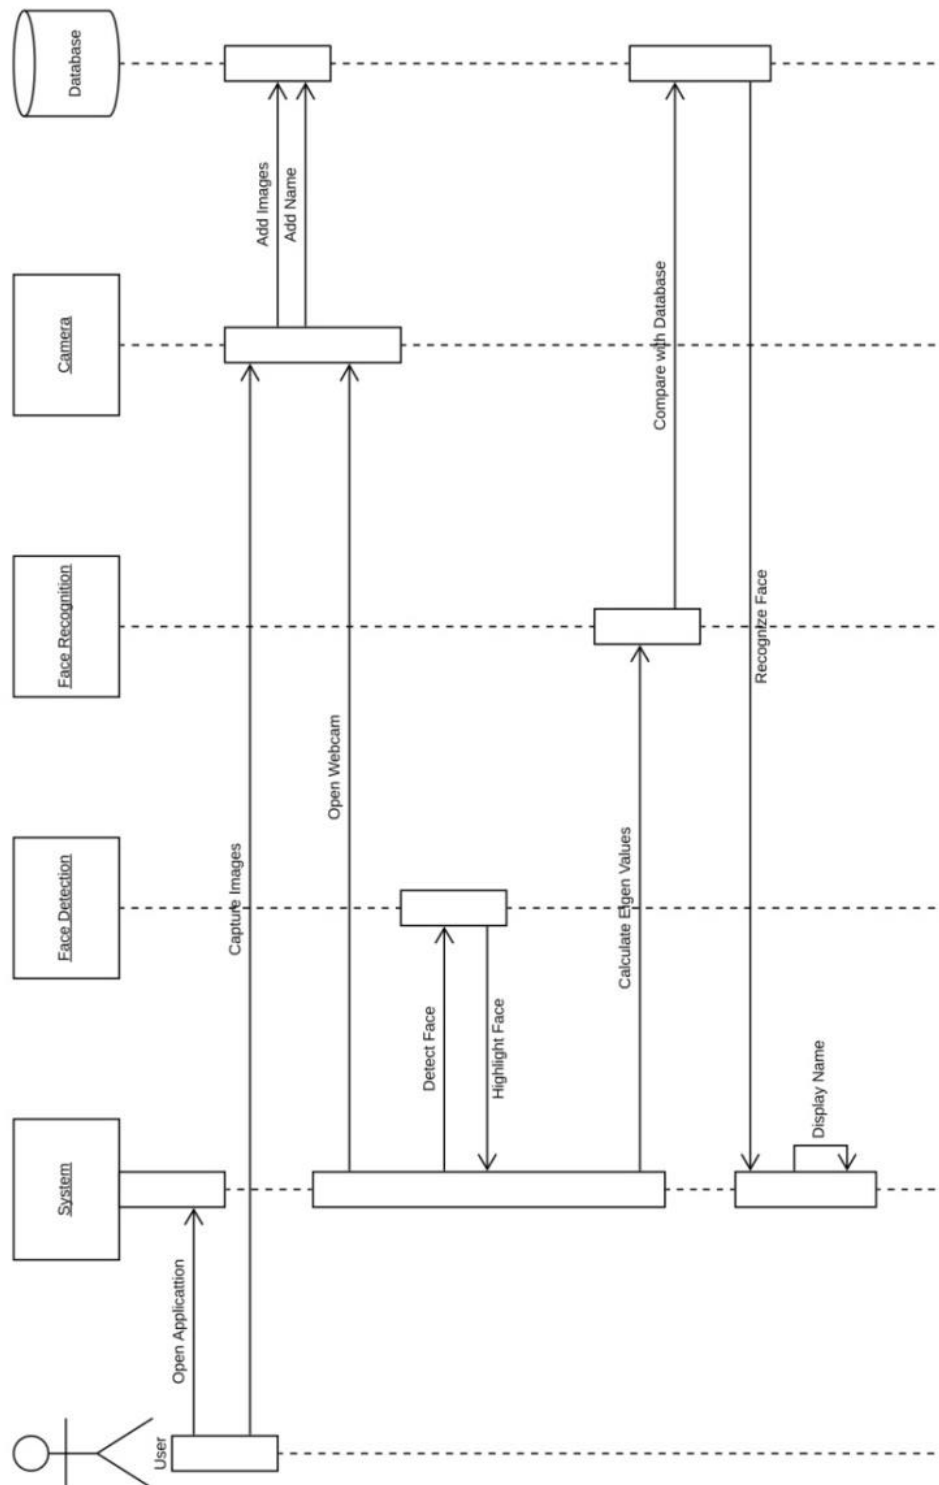 User
System
Face Detection
Face Recognition
Camera
Database
Open Applicattion
Capture Images
Add Images
Add Name
Open Webcam
Detect Face
Highlight Face
Calculate Eigen Values
Compare with Database
Recognize Face
Display Name